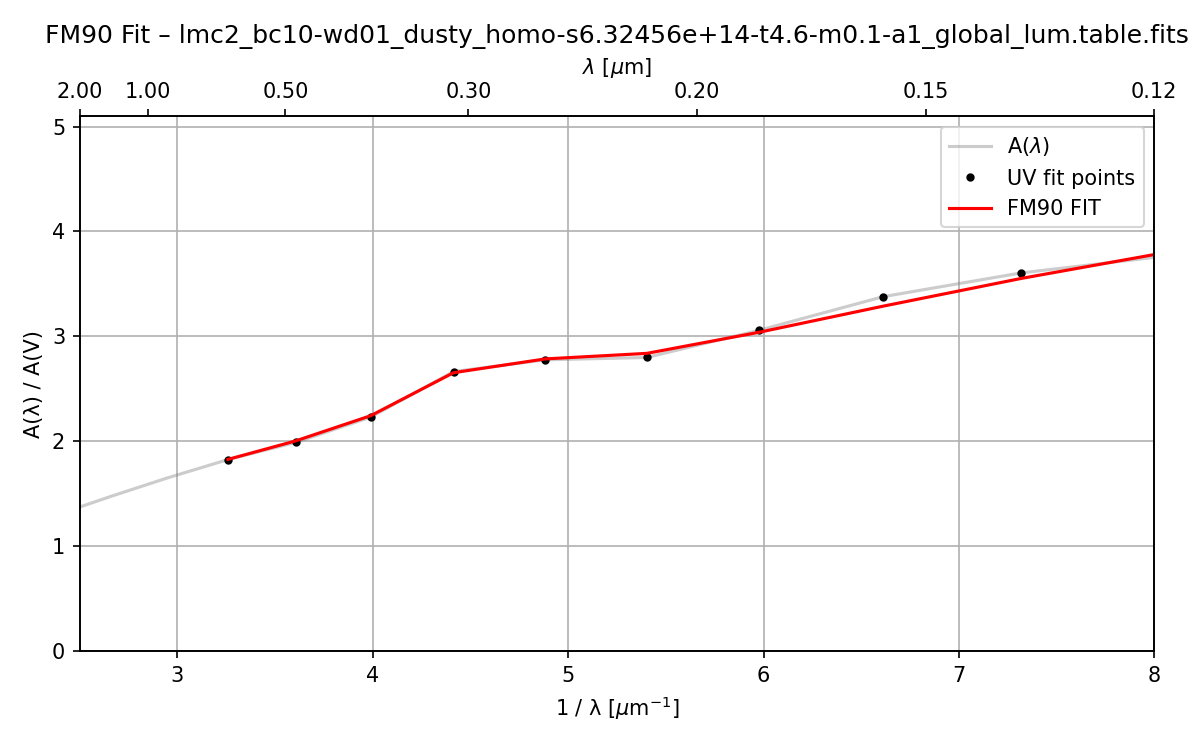 FM90 Fit – lmc2_bc10-wd01_dusty_homo-s6.32456e+14-t4.6-m0.1-a1_global_lum.table.fits
λ [μm]
2.00 1.00 0.50 0.30 0.20 0.15 0.12
A(λ)
UV fit points
FM90 FIT
A(λ) / A(V)
5
4
3
2
1
0
3 4 5 6 7 8
1 / λ [μm⁻¹]